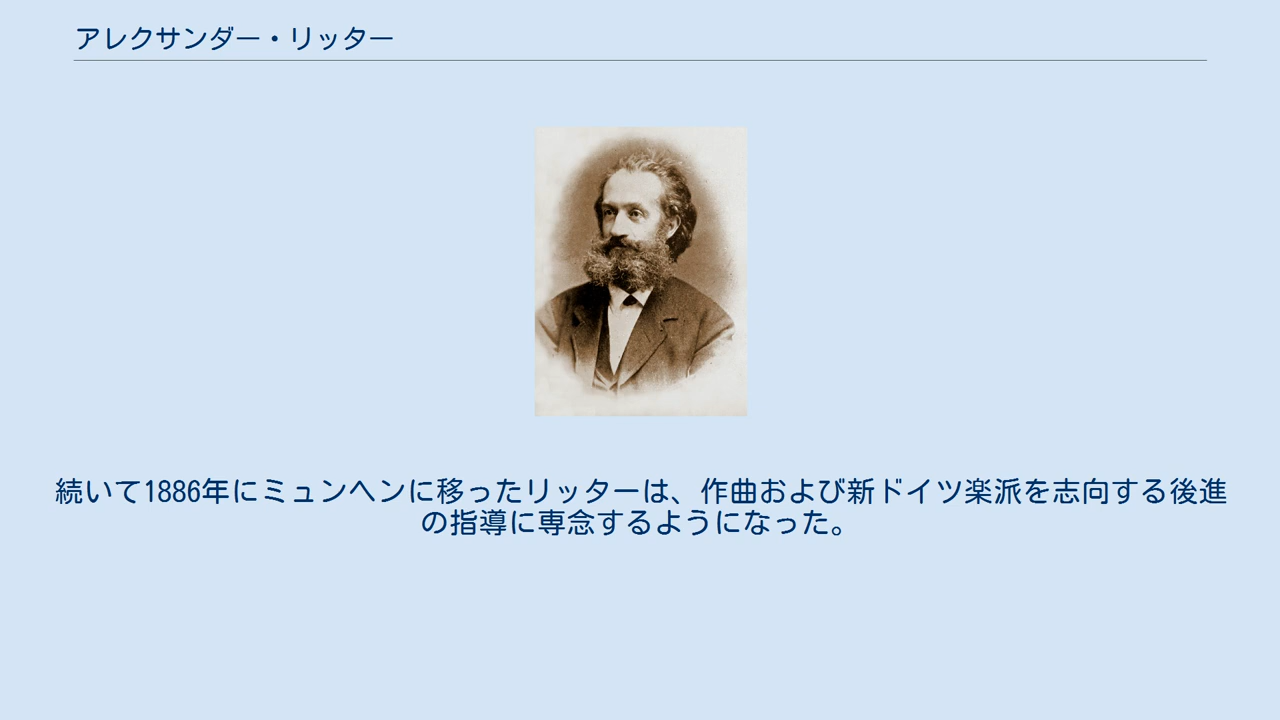 アレクサンダー・リッター
続いて1886年にミュンヘンに移ったリッターは、作曲および新ドイツ楽派を志向する後進
の指導に専念するようになった。